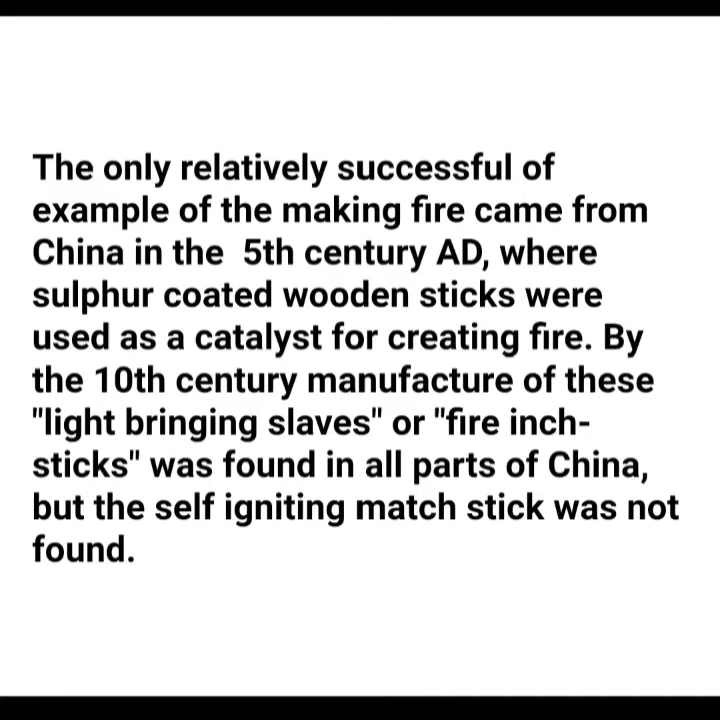 The only relatively successful of
example of the making fire came from
China in the  5th century AD, where
sulphur coated wooden sticks were
used as a catalyst for creating fire. By
the 10th century manufacture of these
"light bringing slaves" or "fire inch-
sticks" was found in all parts of China,
but the self igniting match stick was not
found.